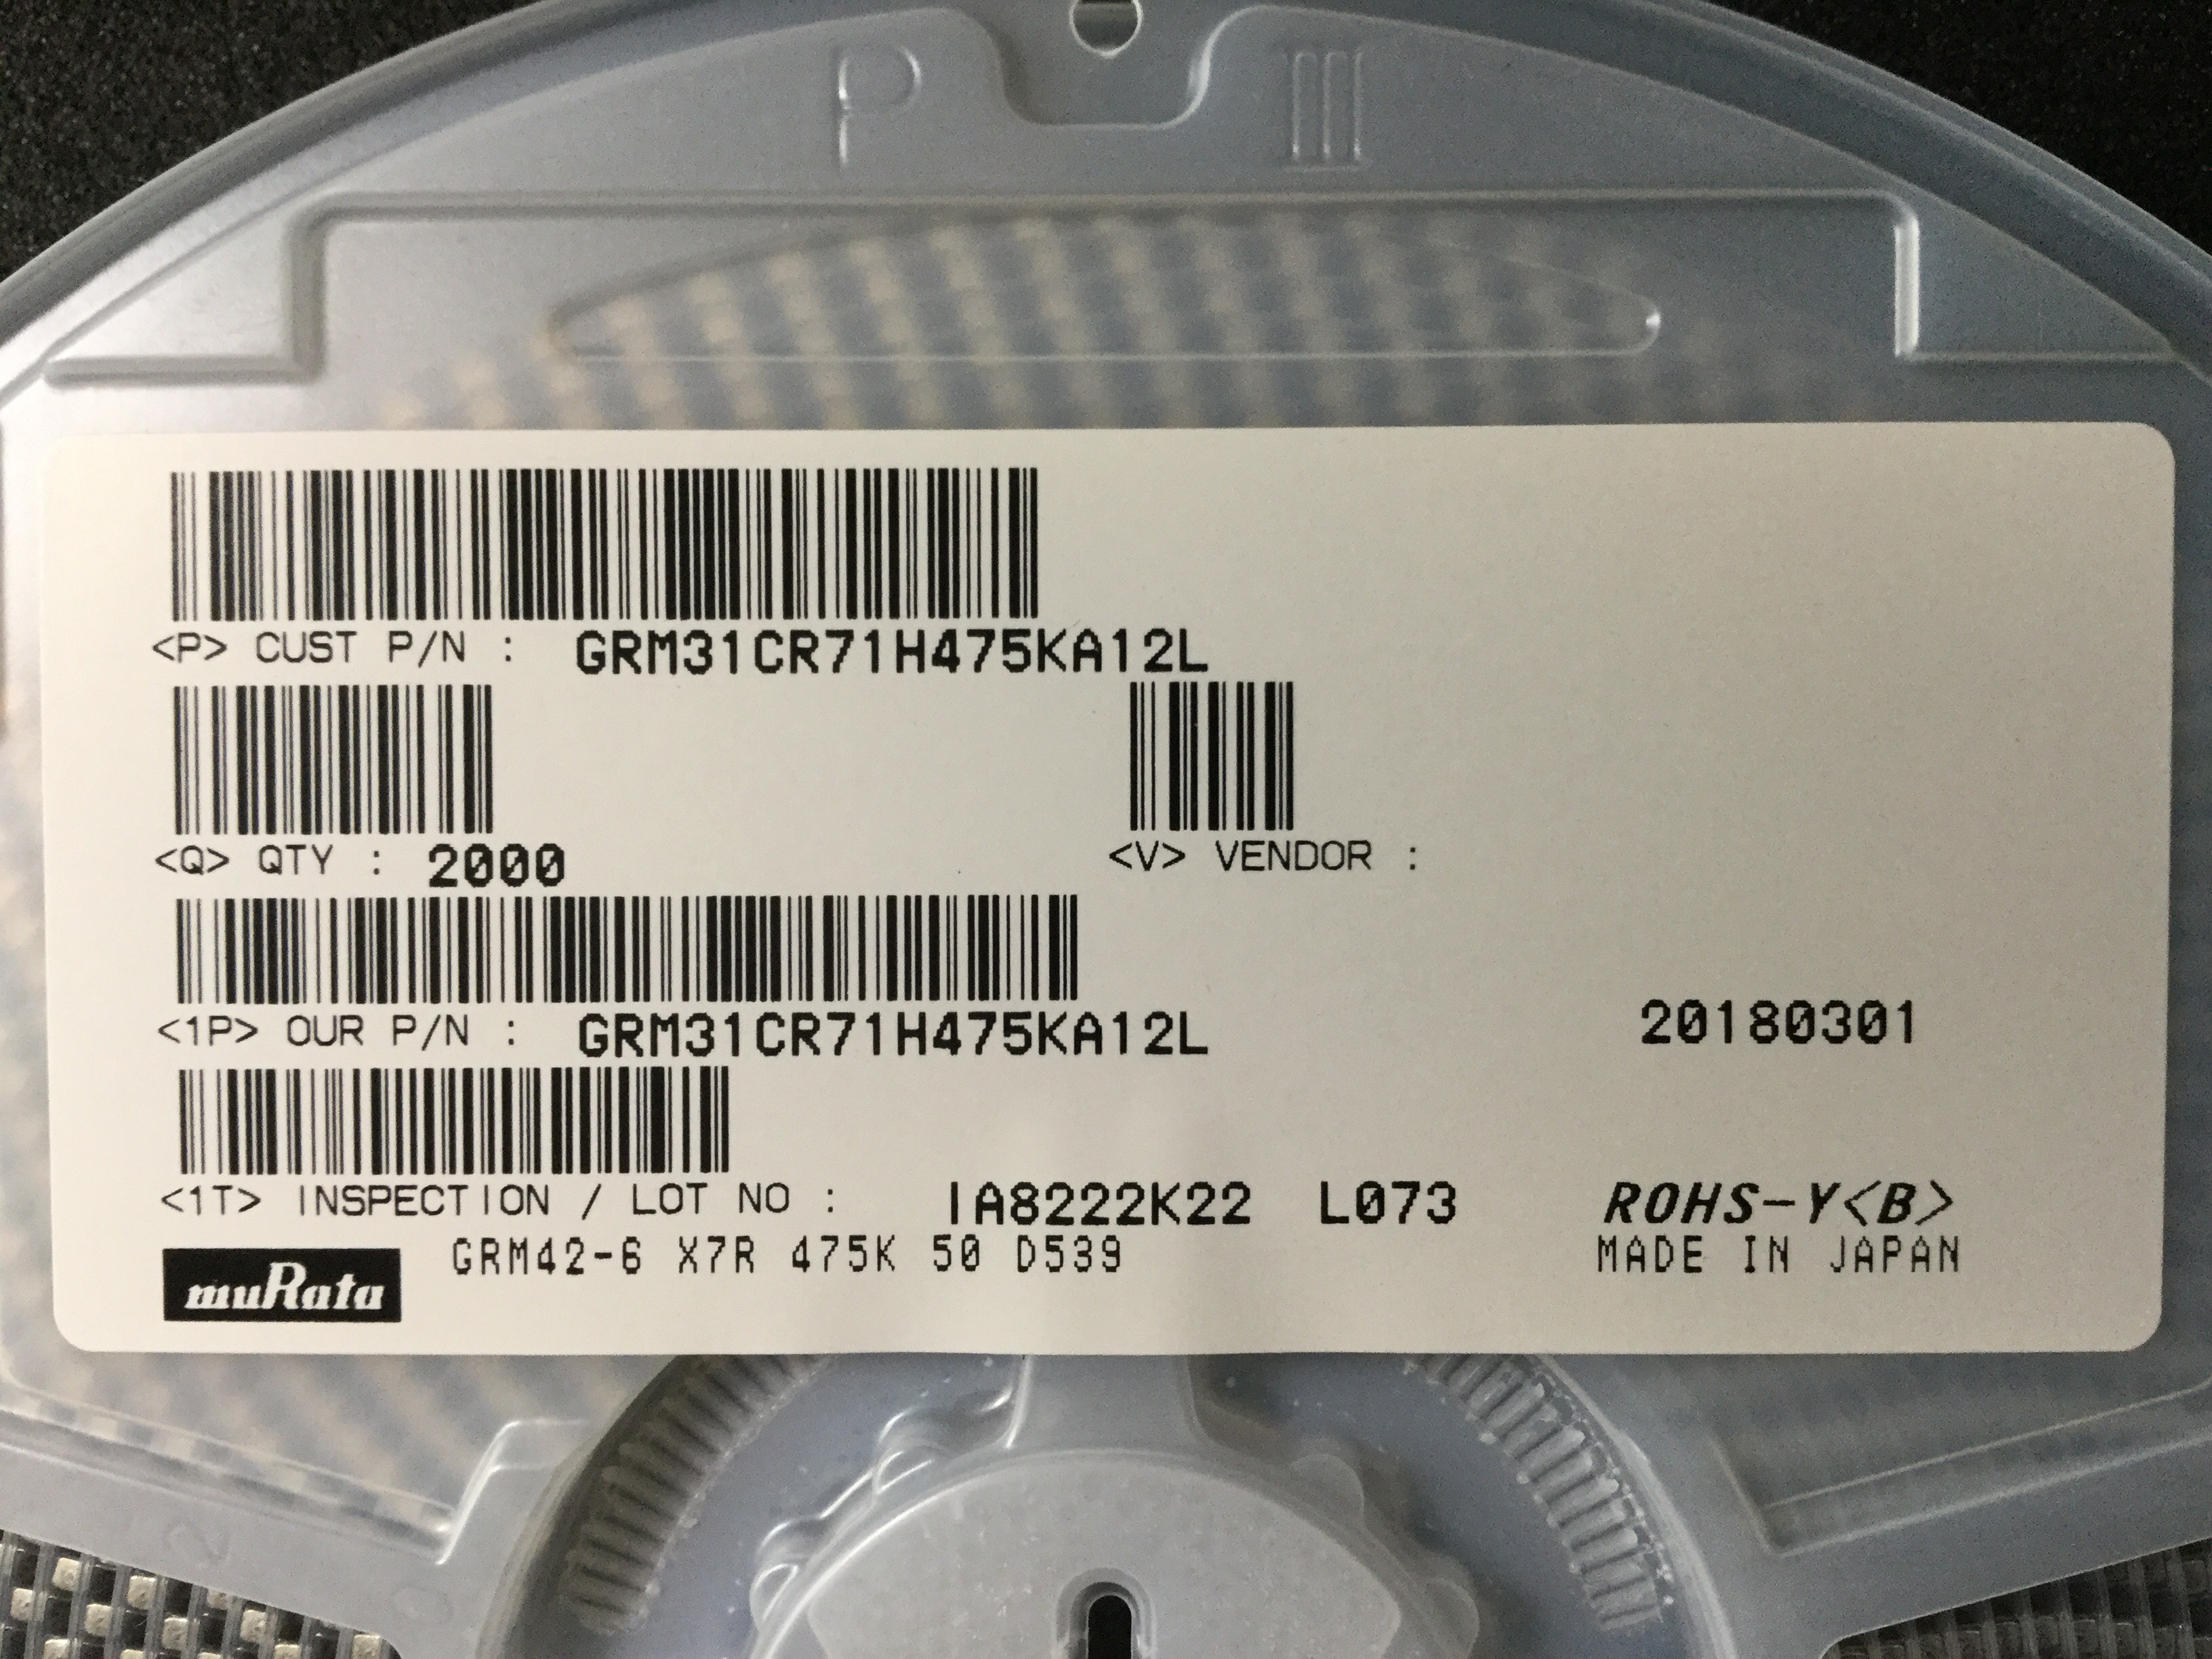 P III
<P> CUST P/N : GRM31CR71H475KA12L
<Q> QTY : 2000
<V> VENDOR :
<1P> OUR P/N : GRM31CR71H475KA12L
20180301
<1T> INSPECTION / LOT NO : IA8222K22 L073
ROHS-Y<B>
GRM42-6 X7R 475K 50 D539
MADE IN JAPAN
muRata